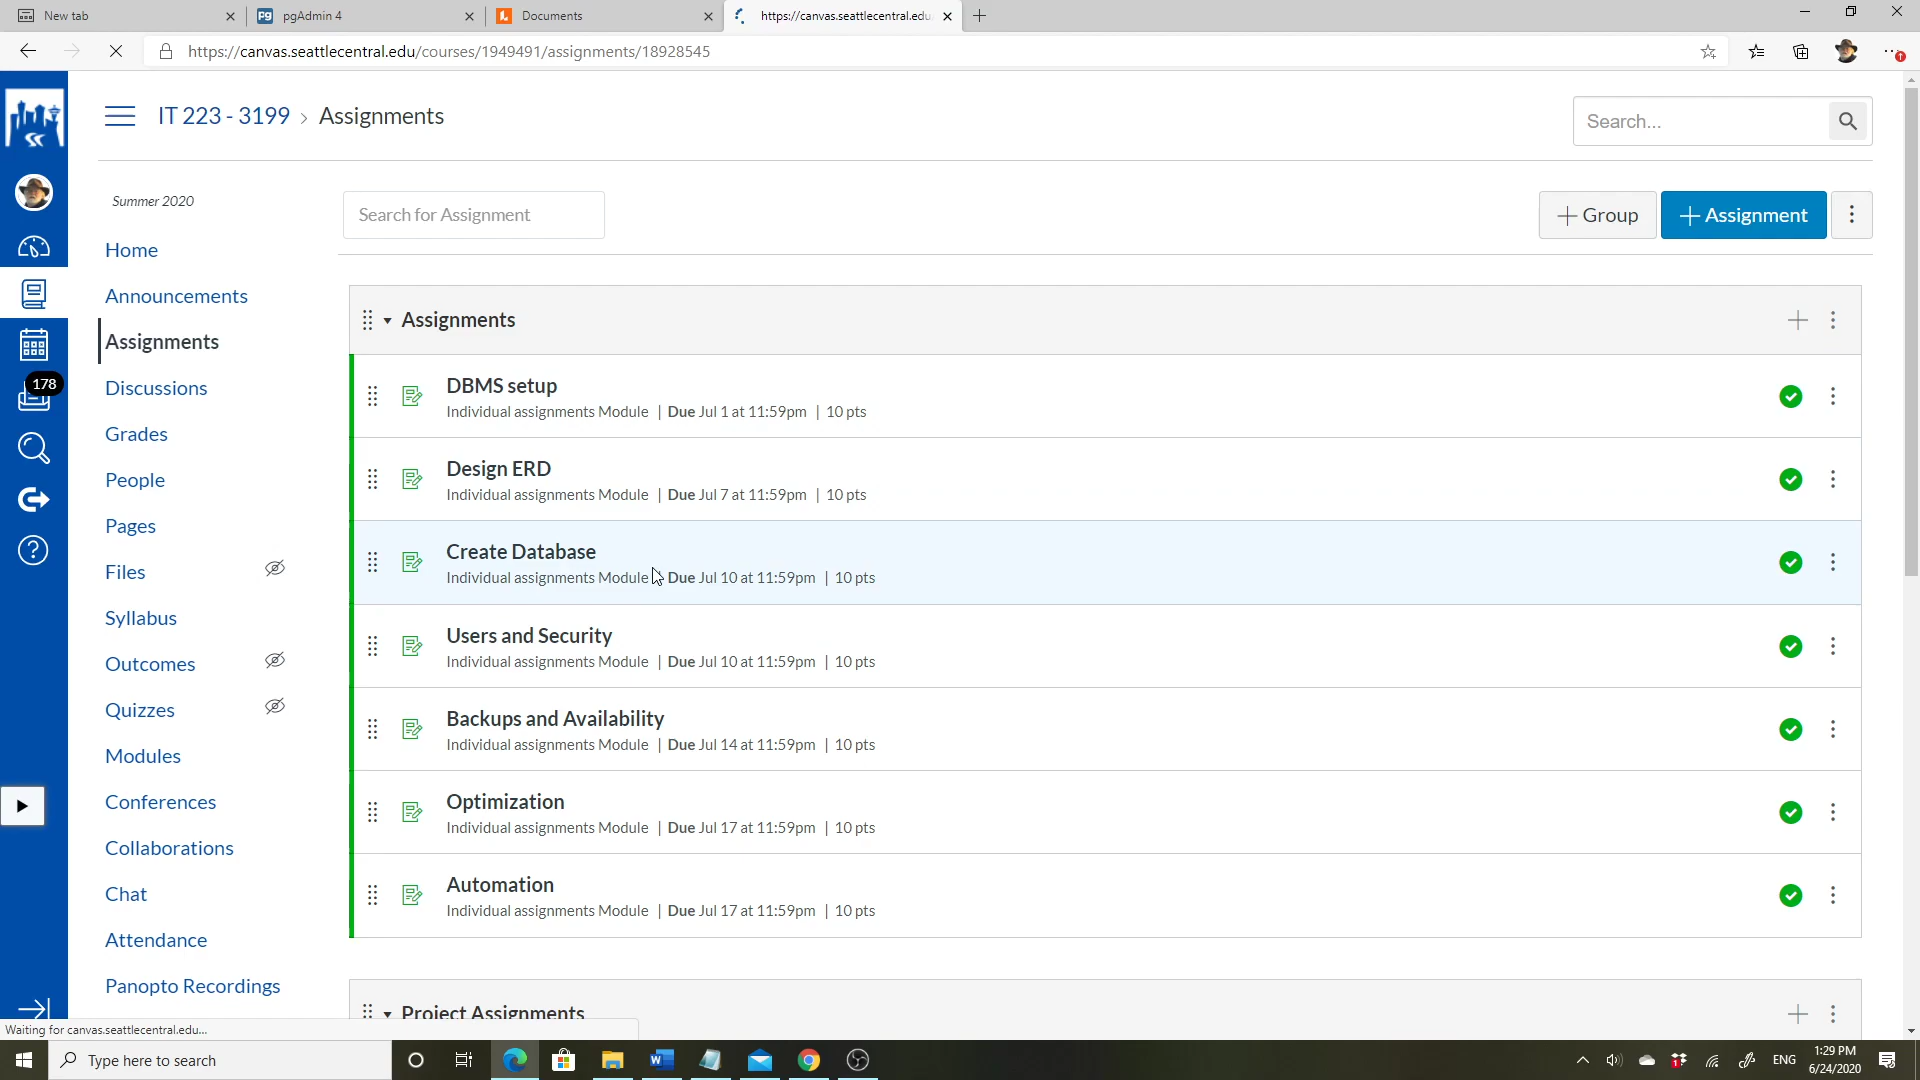 New tab
pgAdmin 4
Documents
https://canvas.seattlecentral.edu
https://canvas.seattlecentral.edu/courses/1949491/assignments/18928545
IT 223 - 3199 › Assignments
Search...
Summer 2020
Search for Assignment
+ Group
+ Assignment
Home
Announcements
Assignments
Discussions
Grades
People
Pages
Files
Syllabus
Outcomes
Quizzes
Modules
Conferences
Collaborations
Chat
Attendance
Panopto Recordings
178
Assignments
DBMS setup
Individual assignments Module | Due Jul 1 at 11:59pm | 10 pts
Design ERD
Individual assignments Module | Due Jul 7 at 11:59pm | 10 pts
Create Database
Individual assignments Module | Due Jul 10 at 11:59pm | 10 pts
Users and Security
Individual assignments Module | Due Jul 10 at 11:59pm | 10 pts
Backups and Availability
Individual assignments Module | Due Jul 14 at 11:59pm | 10 pts
Optimization
Individual assignments Module | Due Jul 17 at 11:59pm | 10 pts
Automation
Individual assignments Module | Due Jul 17 at 11:59pm | 10 pts
Project Assignments
Waiting for canvas.seattlecentral.edu...
Type here to search
ENG
1:29 PM
6/24/2020